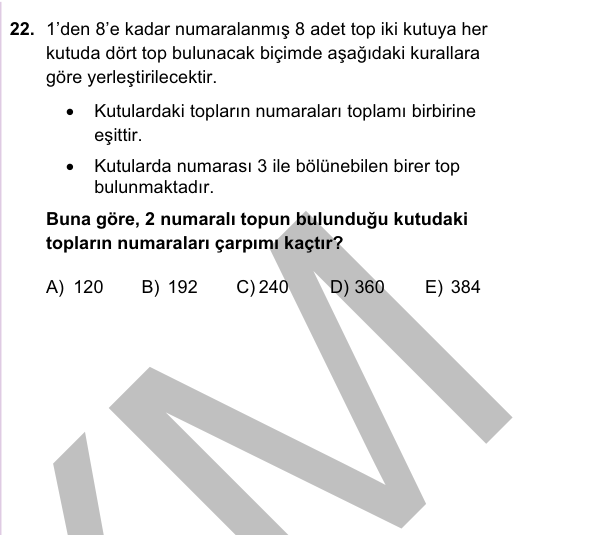 22. 1'den 8'e kadar numaralanmış 8 adet top iki kutuya her
kutuda dört top bulunacak biçimde aşağıdaki kurallara
göre yerleştirilecektir.
• Kutulardaki topların numaraları toplamı birbirine
eşittir.
• Kutularda numarası 3 ile bölünebilen birer top
bulunmaktadır.
Buna göre, 2 numaralı topun bulunduğu kutudaki
topların numaraları çarpımı kaçtır?
A) 120 B) 192 C) 240 D) 360 E) 384